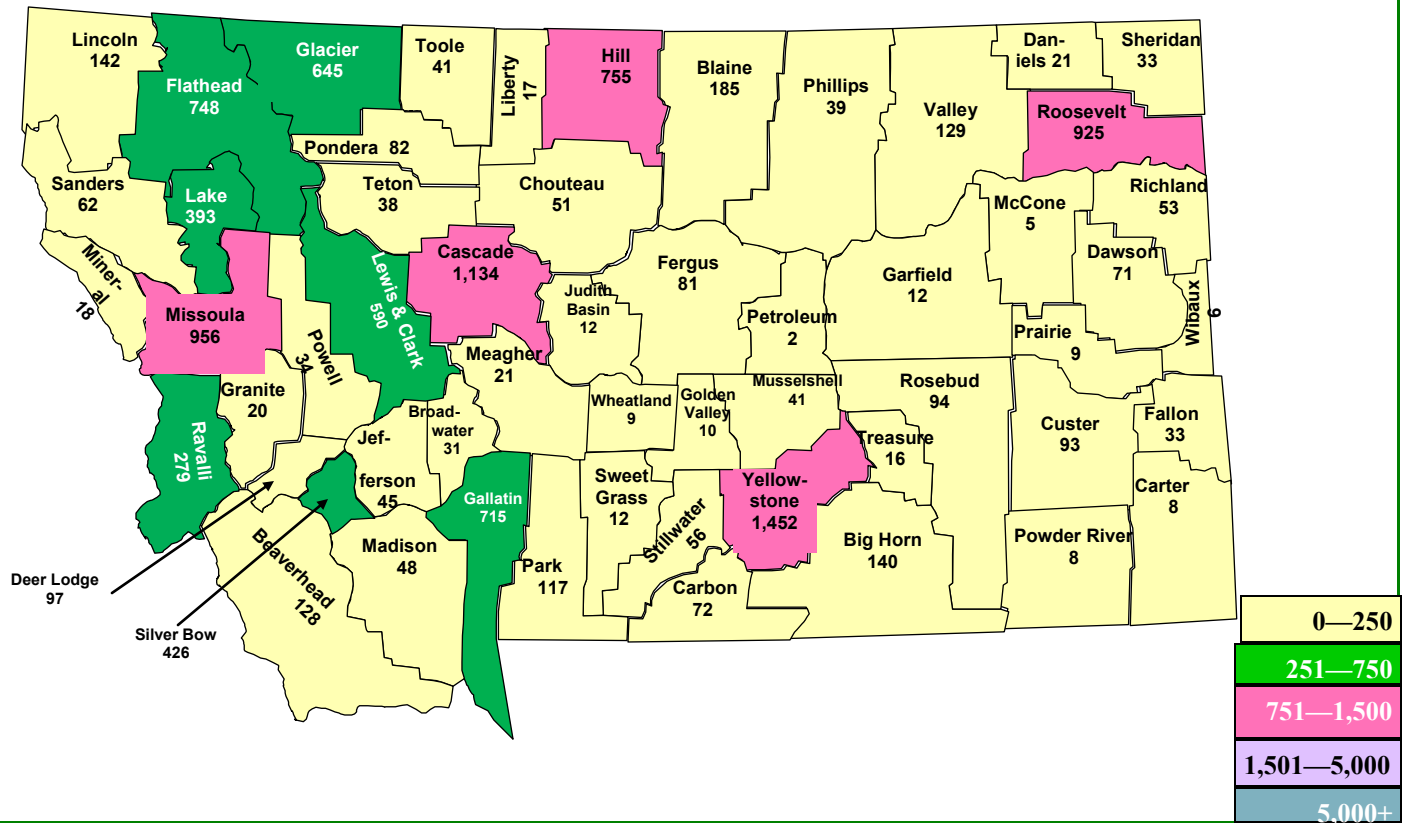 Lincoln
142
Flathead
748
Glacier
645
Toole
41
Liberty
17
Hill
755
Blaine
185
Phillips
39
Valley
129
Dan-
iels 21
Sheridan
33
Roosevelt
925
Pondera 82
Sanders
62
Lake
393
Teton
38
Chouteau
51
McCone
5
Richland
53
Miner-
al
18
Missoula
956
Powell
34
Lewis & Clark
590
Cascade
1,134
Judith
Basin
12
Fergus
81
Petroleum
2
Garfield
12
Dawson
71
Wibaux
6
Prairie
9
Meagher
21
Granite
20
Ravalli
279
Broad-
water
31
Jef-
ferson
45
Wheatland
9
Golden
Valley
10
Musselshell
41
Rosebud
94
Treasure
16
Custer
93
Fallon
33
Gallatin
715
Sweet
Grass
12
Stillwater
56
Yellow-
stone
1,452
Big Horn
140
Powder River
8
Carter
8
Beaverhead
128
Madison
48
Park
117
Carbon
72
Deer Lodge
97
Silver Bow
426
0—250
251—750
751—1,500
1,501—5,000
5,000+